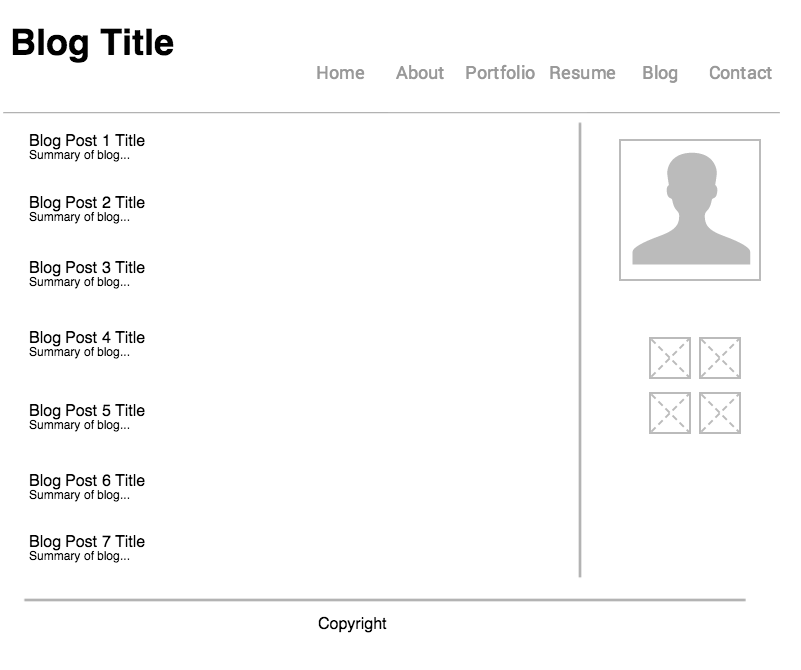 Blog Title
Home About Portfolio Resume Blog Contact
Blog Post 1 Title
Summary of blog...
Blog Post 2 Title
Summary of blog...
Blog Post 3 Title
Summary of blog...
Blog Post 4 Title
Summary of blog...
Blog Post 5 Title
Summary of blog...
Blog Post 6 Title
Summary of blog...
Blog Post 7 Title
Summary of blog...
Copyright